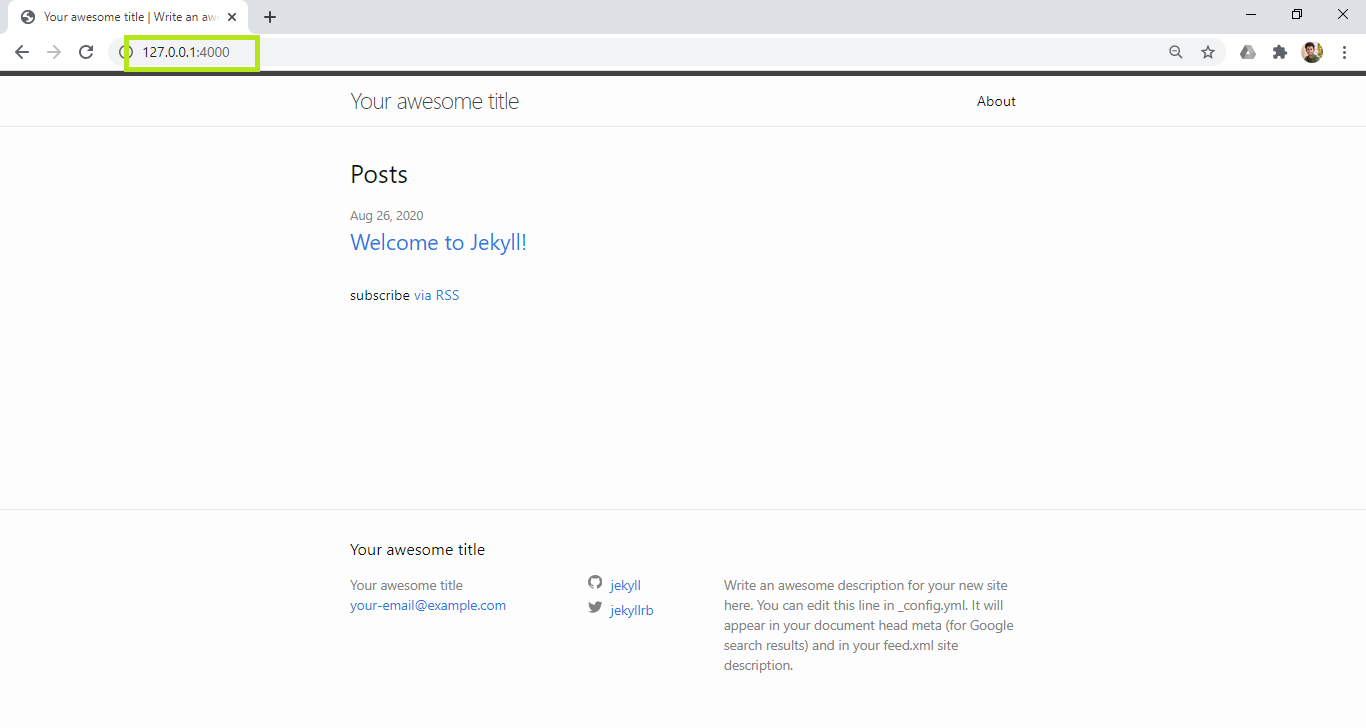 Your awesome title | Write an aw
127.0.0.1:4000
Your awesome title
About
Posts
Aug 26, 2020
Welcome to Jekyll!
subscribe via RSS
Your awesome title
Your awesome title
your-email@example.com
jekyll
jekyllrb
Write an awesome description for your new site
here. You can edit this line in _config.yml. It will
appear in your document head meta (for Google
search results) and in your feed.xml site
description.